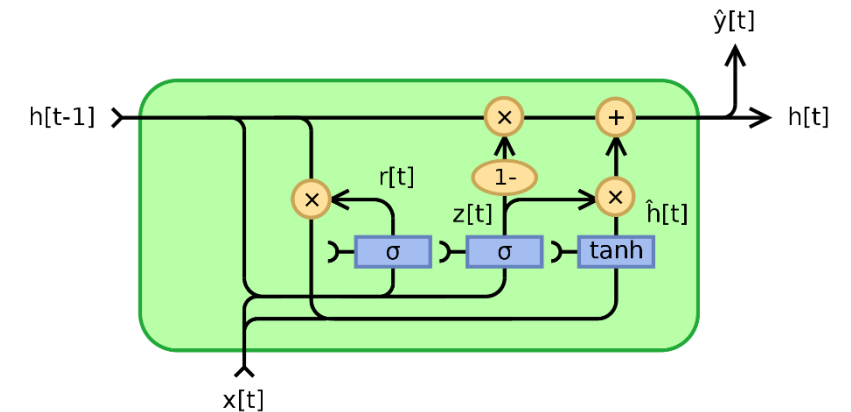 ŷ[t]
h[t-1]
×
+
h[t]
1-
r[t]
×
×
z[t]
ĥ[t]
σ
σ
tanh
x[t]